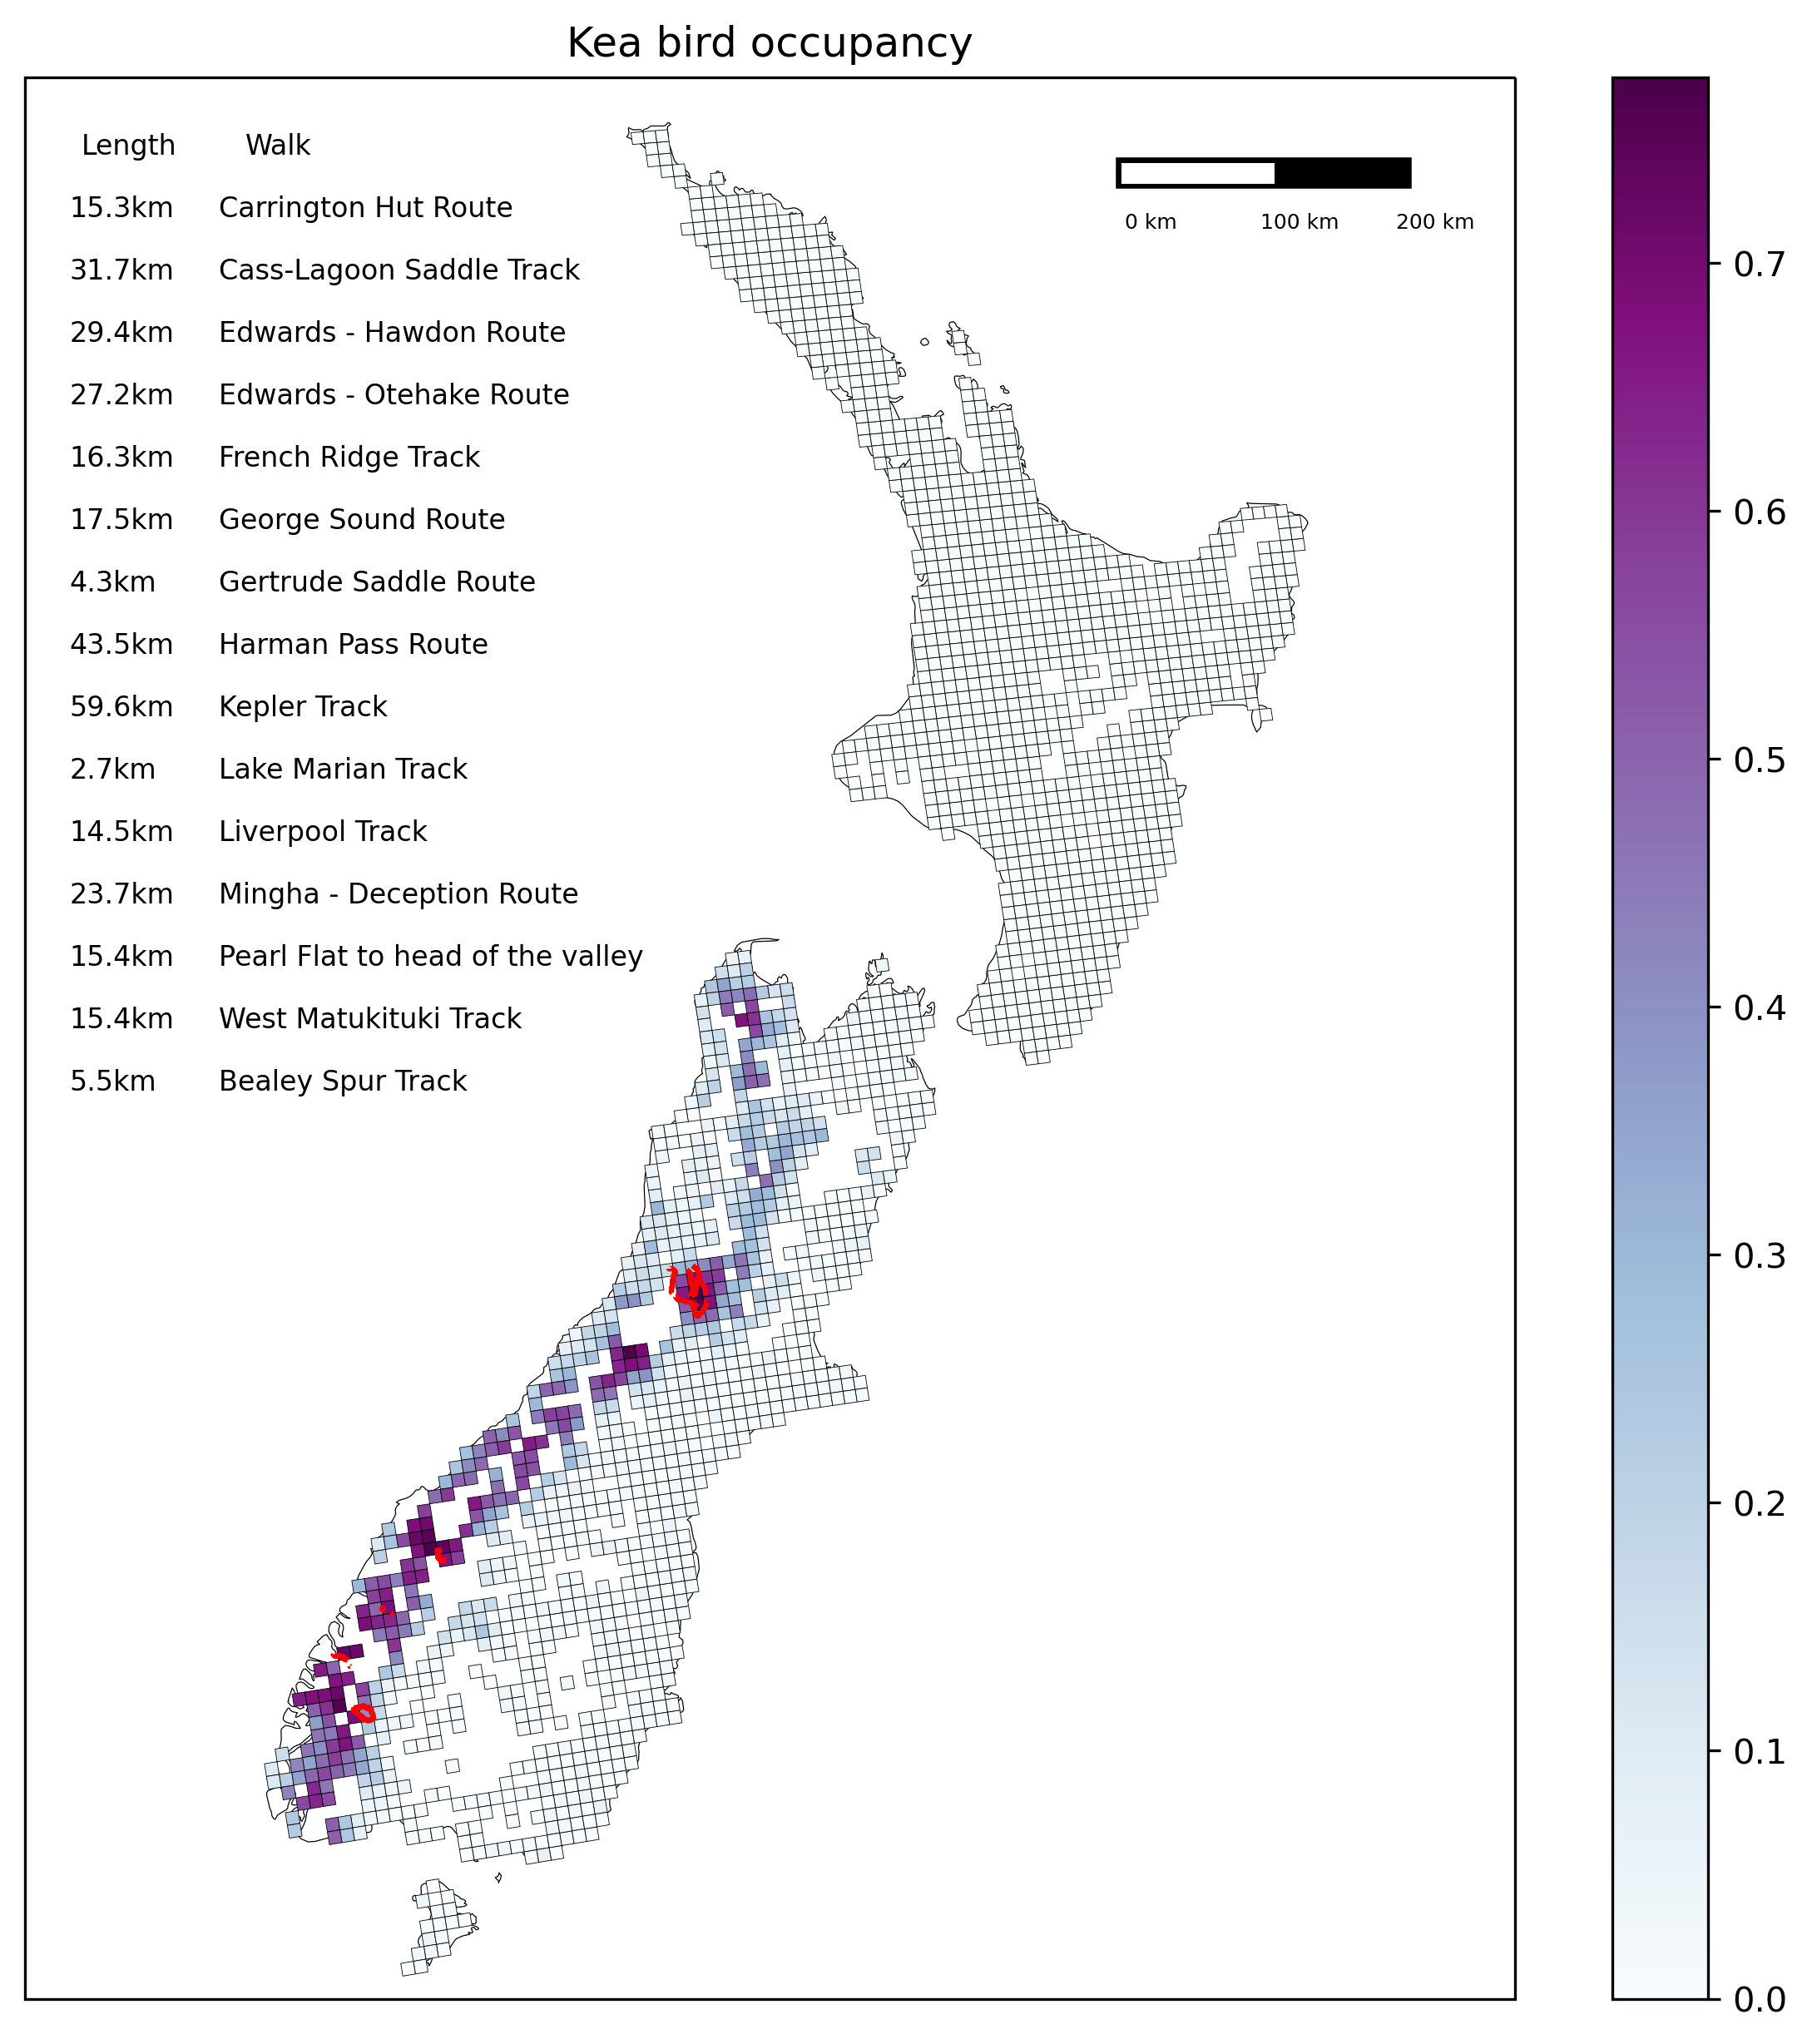 Kea bird occupancy
Length Walk
15.3km Carrington Hut Route
31.7km Cass-Lagoon Saddle Track
29.4km Edwards - Hawdon Route
27.2km Edwards - Otehake Route
16.3km French Ridge Track
17.5km George Sound Route
4.3km Gertrude Saddle Route
43.5km Harman Pass Route
59.6km Kepler Track
2.7km Lake Marian Track
14.5km Liverpool Track
23.7km Mingha - Deception Route
15.4km Pearl Flat to head of the valley
15.4km West Matukituki Track
5.5km Bealey Spur Track
0 km 100 km 200 km
0.7
0.6
0.5
0.4
0.3
0.2
0.1
0.0